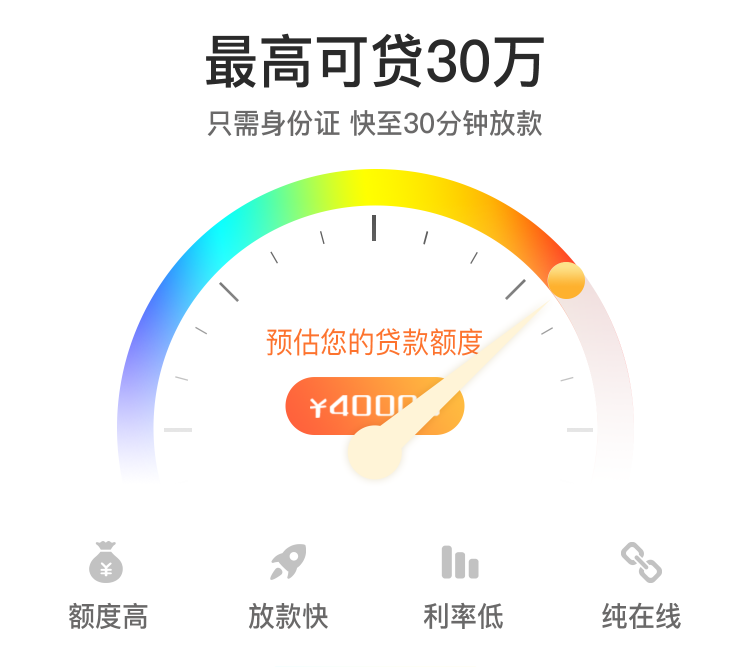 最高可贷30万
只需身份证 快至30分钟放款
预估您的贷款额度
¥4000
额度高
放款快
利率低
纯在线